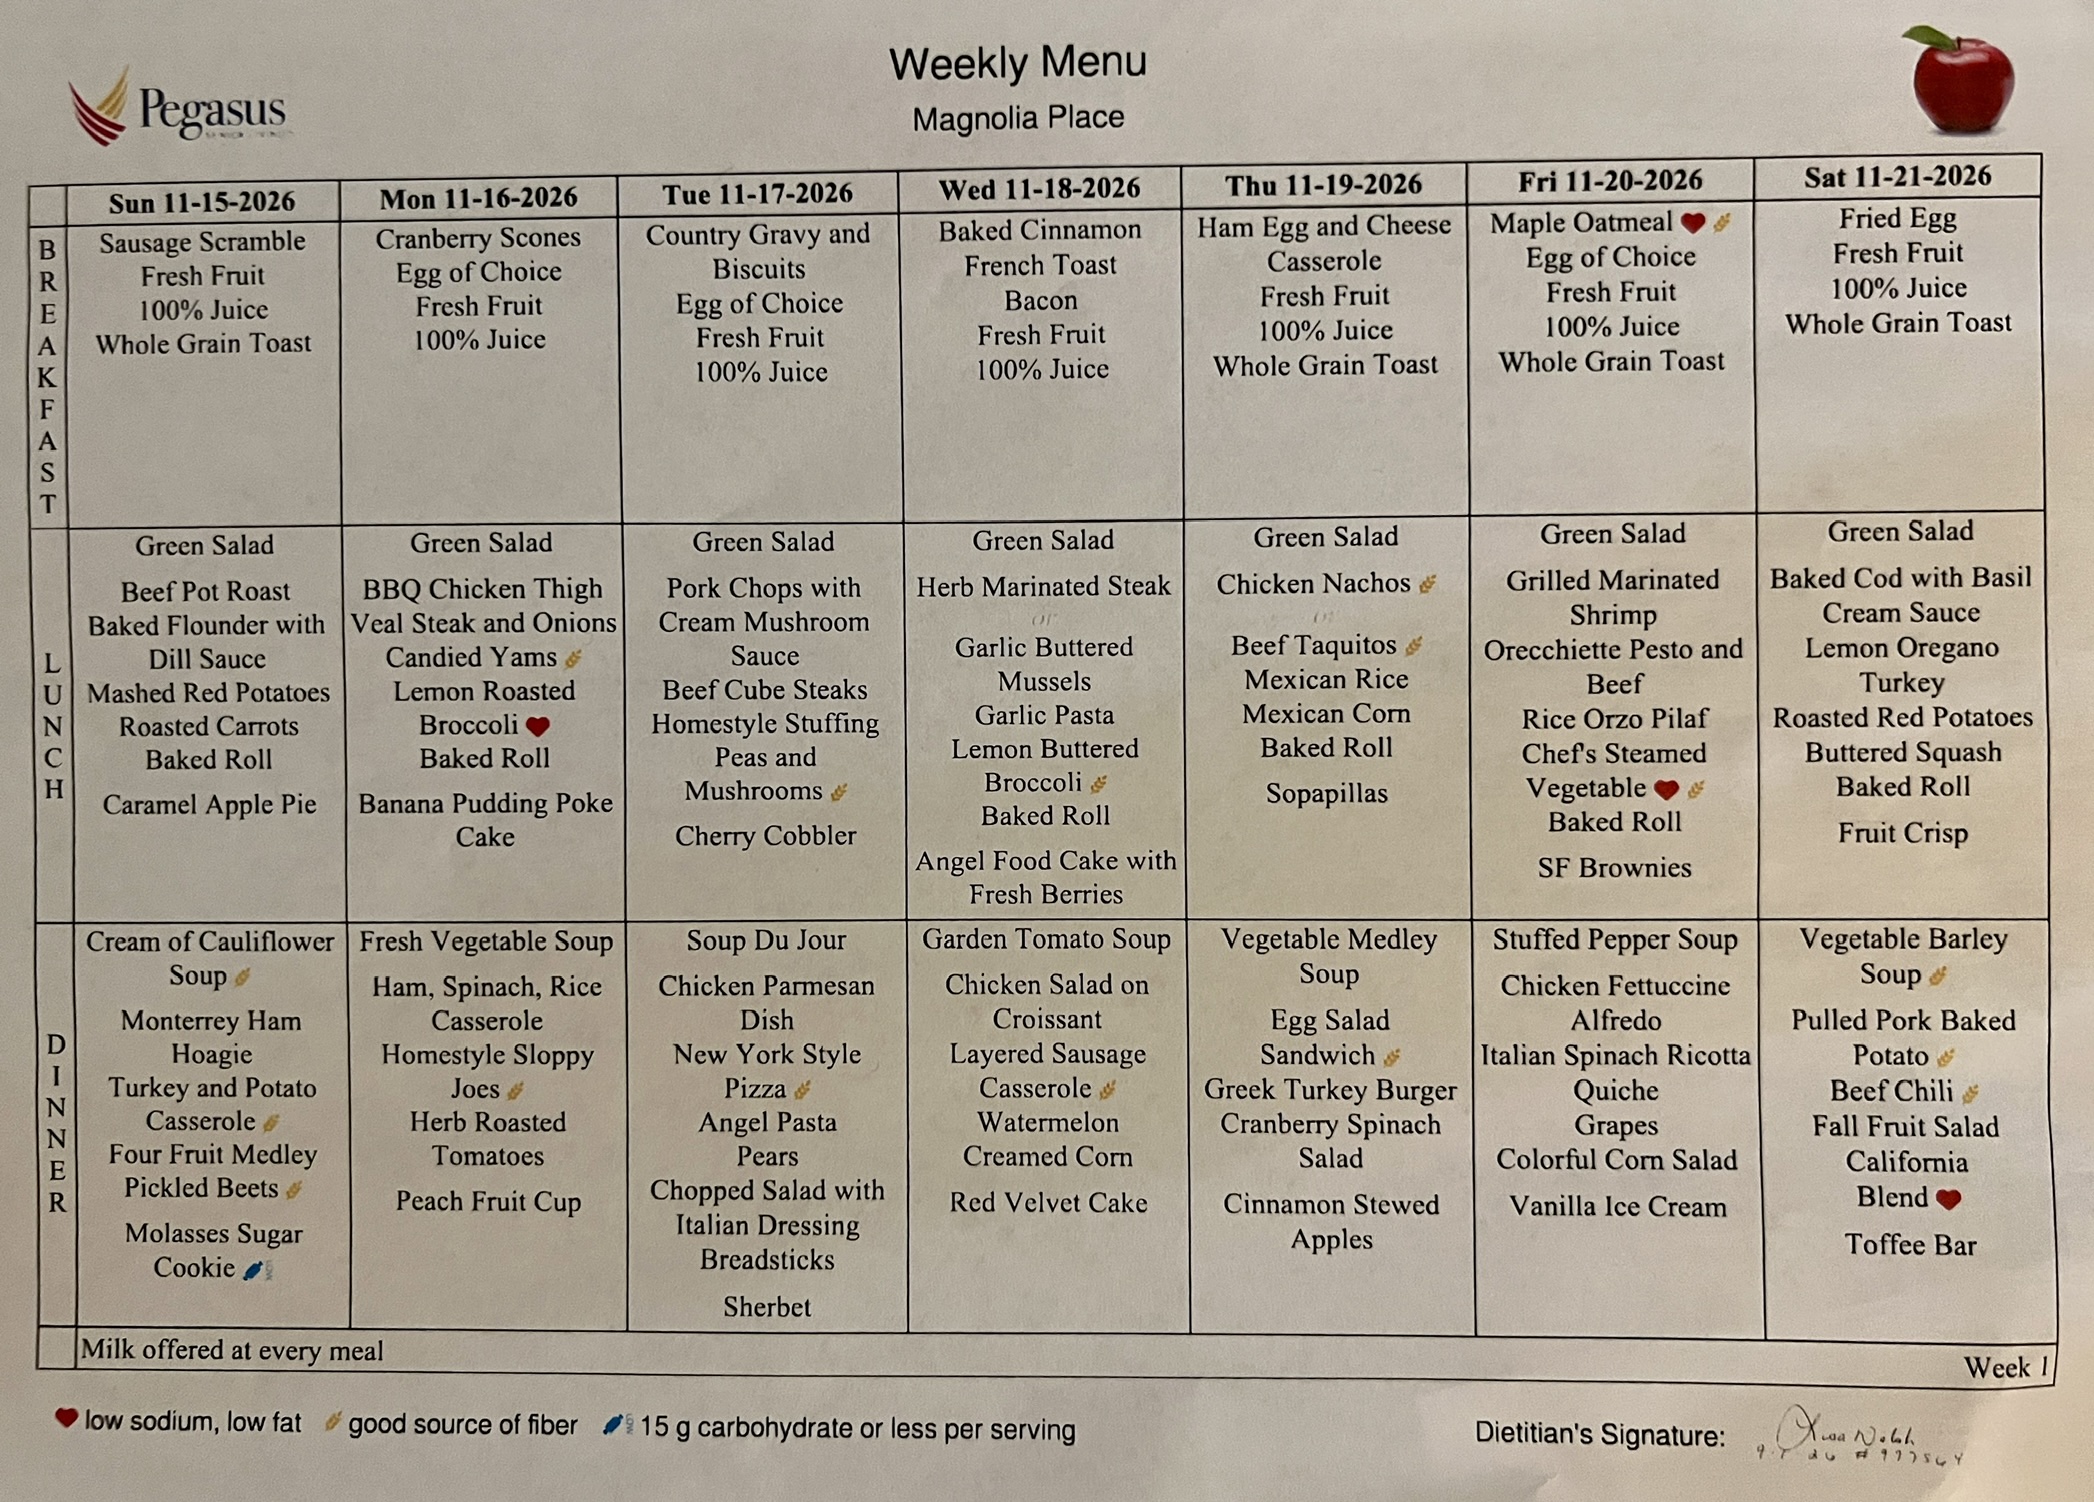 Weekly Menu
Magnolia Place
Pegasus
Sun 11-15-2026
Mon 11-16-2026
Tue 11-17-2026
Wed 11-18-2026
Thu 11-19-2026
Fri 11-20-2026
Sat 11-21-2026
BREAKFAST
Sausage Scramble
Fresh Fruit
100% Juice
Whole Grain Toast
Cranberry Scones
Egg of Choice
Fresh Fruit
100% Juice
Country Gravy and
Biscuits
Egg of Choice
Fresh Fruit
100% Juice
Baked Cinnamon
French Toast
Bacon
Fresh Fruit
100% Juice
Ham Egg and Cheese
Casserole
Fresh Fruit
100% Juice
Whole Grain Toast
Maple Oatmeal
Egg of Choice
Fresh Fruit
100% Juice
Whole Grain Toast
Fried Egg
Fresh Fruit
100% Juice
Whole Grain Toast
LUNCH
Green Salad
Beef Pot Roast
Baked Flounder with
Dill Sauce
Mashed Red Potatoes
Roasted Carrots
Baked Roll
Caramel Apple Pie
Green Salad
BBQ Chicken Thigh
Veal Steak and Onions
Candied Yams
Lemon Roasted
Broccoli
Baked Roll
Banana Pudding Poke
Cake
Green Salad
Pork Chops with
Cream Mushroom
Sauce
Beef Cube Steaks
Homestyle Stuffing
Peas and
Mushrooms
Cherry Cobbler
Green Salad
Herb Marinated Steak
or
Garlic Buttered
Mussels
Garlic Pasta
Lemon Buttered
Broccoli
Baked Roll
Angel Food Cake with
Fresh Berries
Green Salad
Chicken Nachos
or
Beef Taquitos
Mexican Rice
Mexican Corn
Baked Roll
Sopapillas
Green Salad
Grilled Marinated
Shrimp
Orecchiette Pesto and
Beef
Rice Orzo Pilaf
Chef's Steamed
Vegetable
Baked Roll
SF Brownies
Green Salad
Baked Cod with Basil
Cream Sauce
Lemon Oregano
Turkey
Roasted Red Potatoes
Buttered Squash
Baked Roll
Fruit Crisp
DINNER
Cream of Cauliflower
Soup
Monterrey Ham
Hoagie
Turkey and Potato
Casserole
Four Fruit Medley
Pickled Beets
Molasses Sugar
Cookie
Fresh Vegetable Soup
Ham, Spinach, Rice
Casserole
Homestyle Sloppy
Joes
Herb Roasted
Tomatoes
Peach Fruit Cup
Soup Du Jour
Chicken Parmesan
Dish
New York Style
Pizza
Angel Pasta
Pears
Chopped Salad with
Italian Dressing
Breadsticks
Sherbet
Garden Tomato Soup
Chicken Salad on
Croissant
Layered Sausage
Casserole
Watermelon
Creamed Corn
Red Velvet Cake
Vegetable Medley
Soup
Egg Salad
Sandwich
Greek Turkey Burger
Cranberry Spinach
Salad
Cinnamon Stewed
Apples
Stuffed Pepper Soup
Chicken Fettuccine
Alfredo
Italian Spinach Ricotta
Quiche
Grapes
Colorful Corn Salad
Vanilla Ice Cream
Vegetable Barley
Soup
Pulled Pork Baked
Potato
Beef Chili
Fall Fruit Salad
California
Blend
Toffee Bar
Milk offered at every meal
Week 1
low sodium, low fat
good source of fiber
15 g carbohydrate or less per serving
Dietitian's Signature: